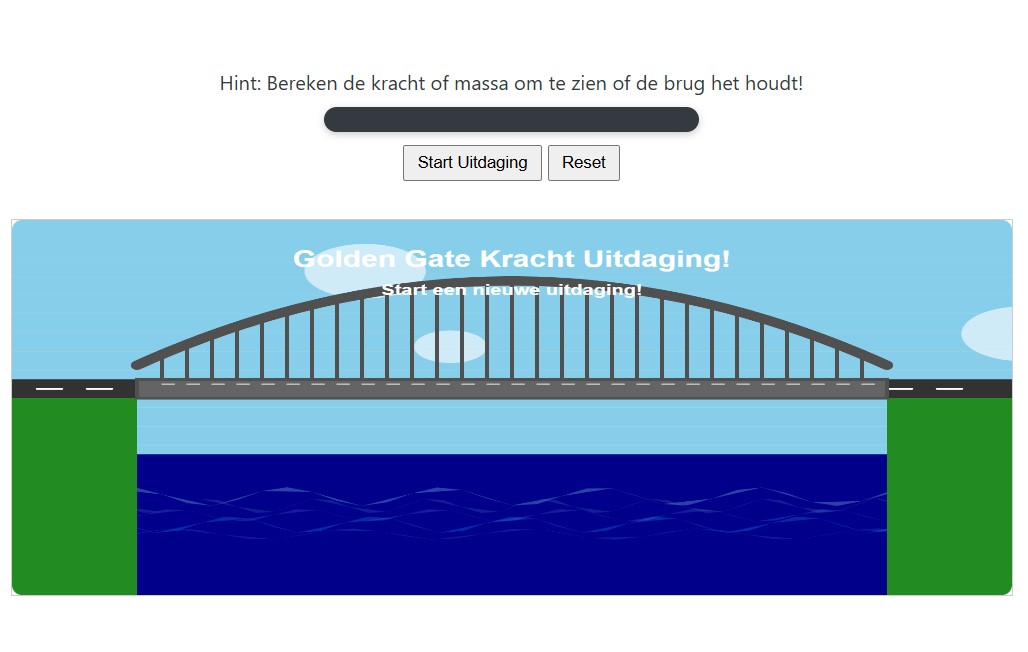 Hint: Bereken de kracht of massa om te zien of de brug het houdt!
Start Uitdaging
Reset
Golden Gate Kracht Uitdaging!
Start een nieuwe uitdaging!